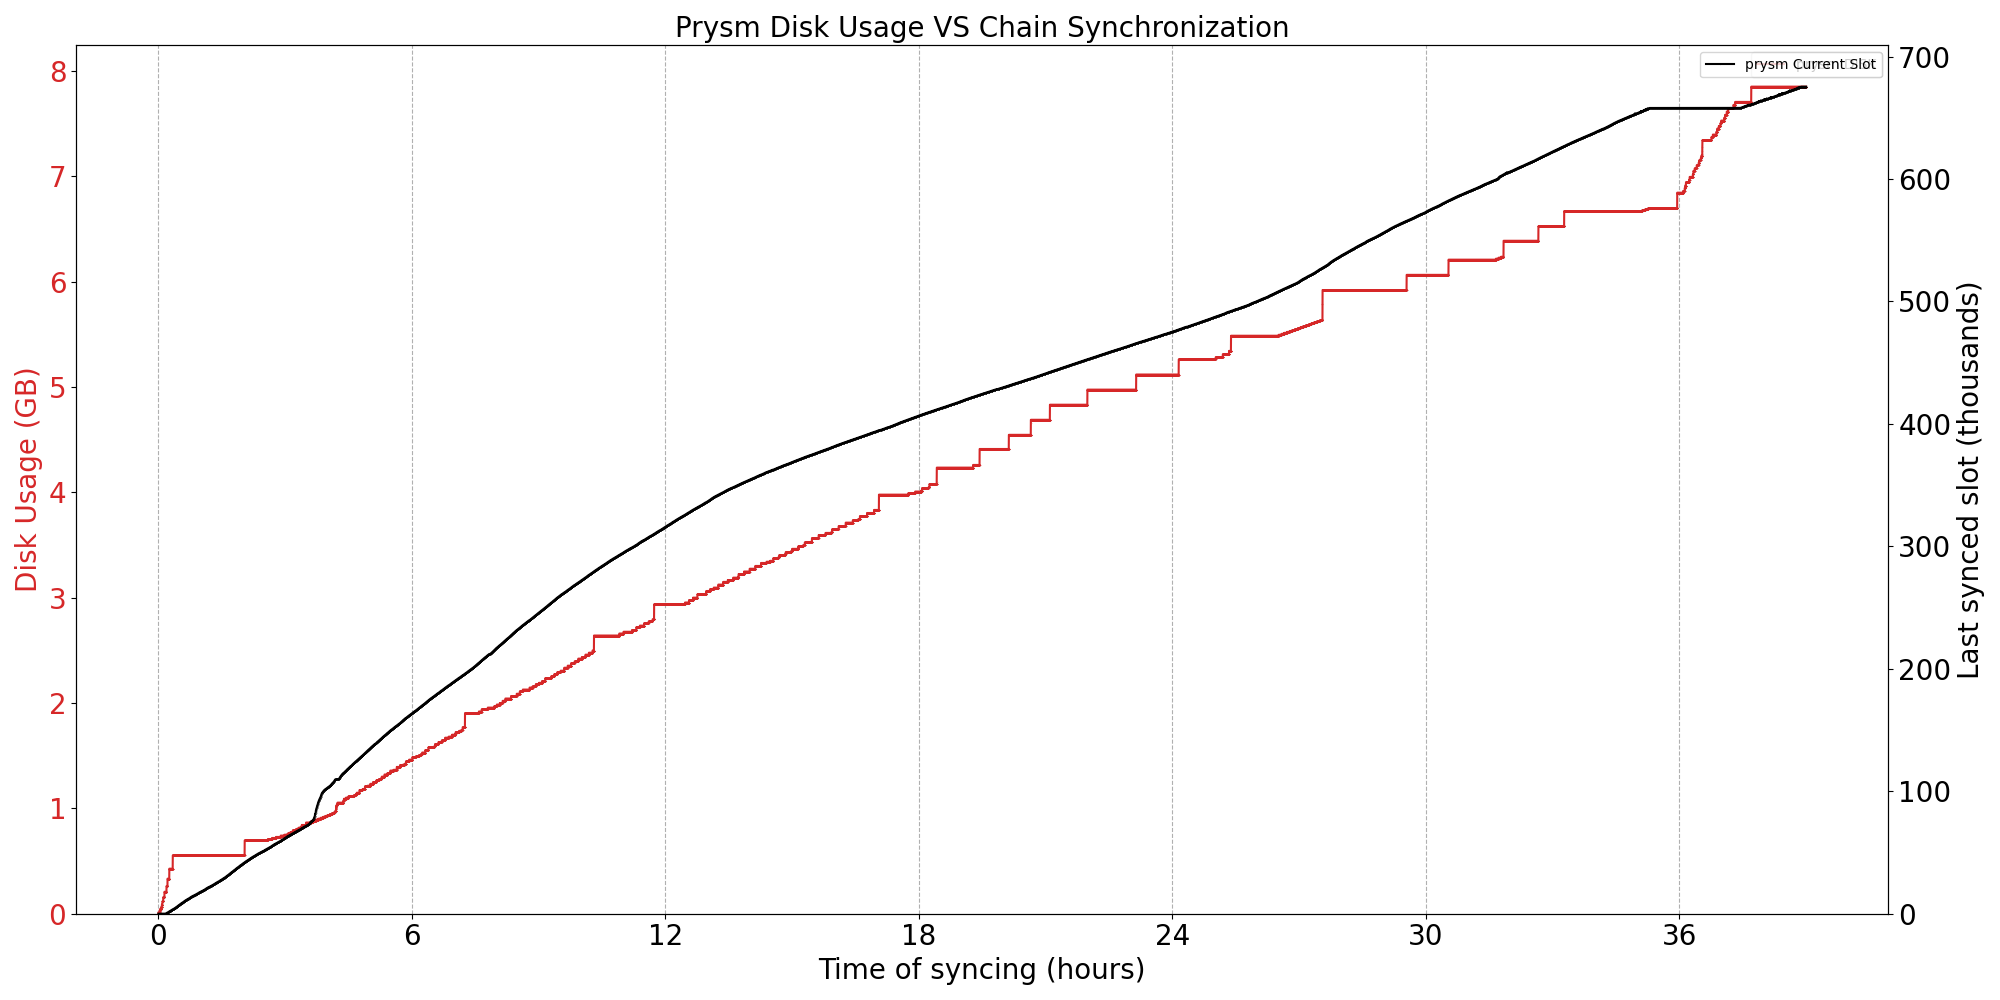 Prysm Disk Usage VS Chain Synchronization
prysm Current Slot
8
7
6
5
4
3
2
1
0
Disk Usage (GB)
700
600
500
400
300
200
100
0
Last synced slot (thousands)
0 6 12 18 24 30 36
Time of syncing (hours)